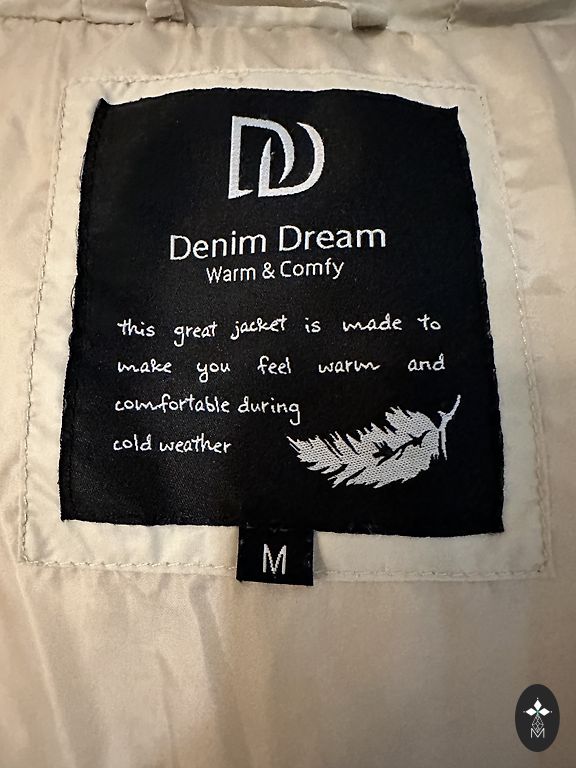 DD
Denim Dream
Warm & Comfy
this great jacket is made to
make you feel warm and
comfortable during
cold weather
M
M